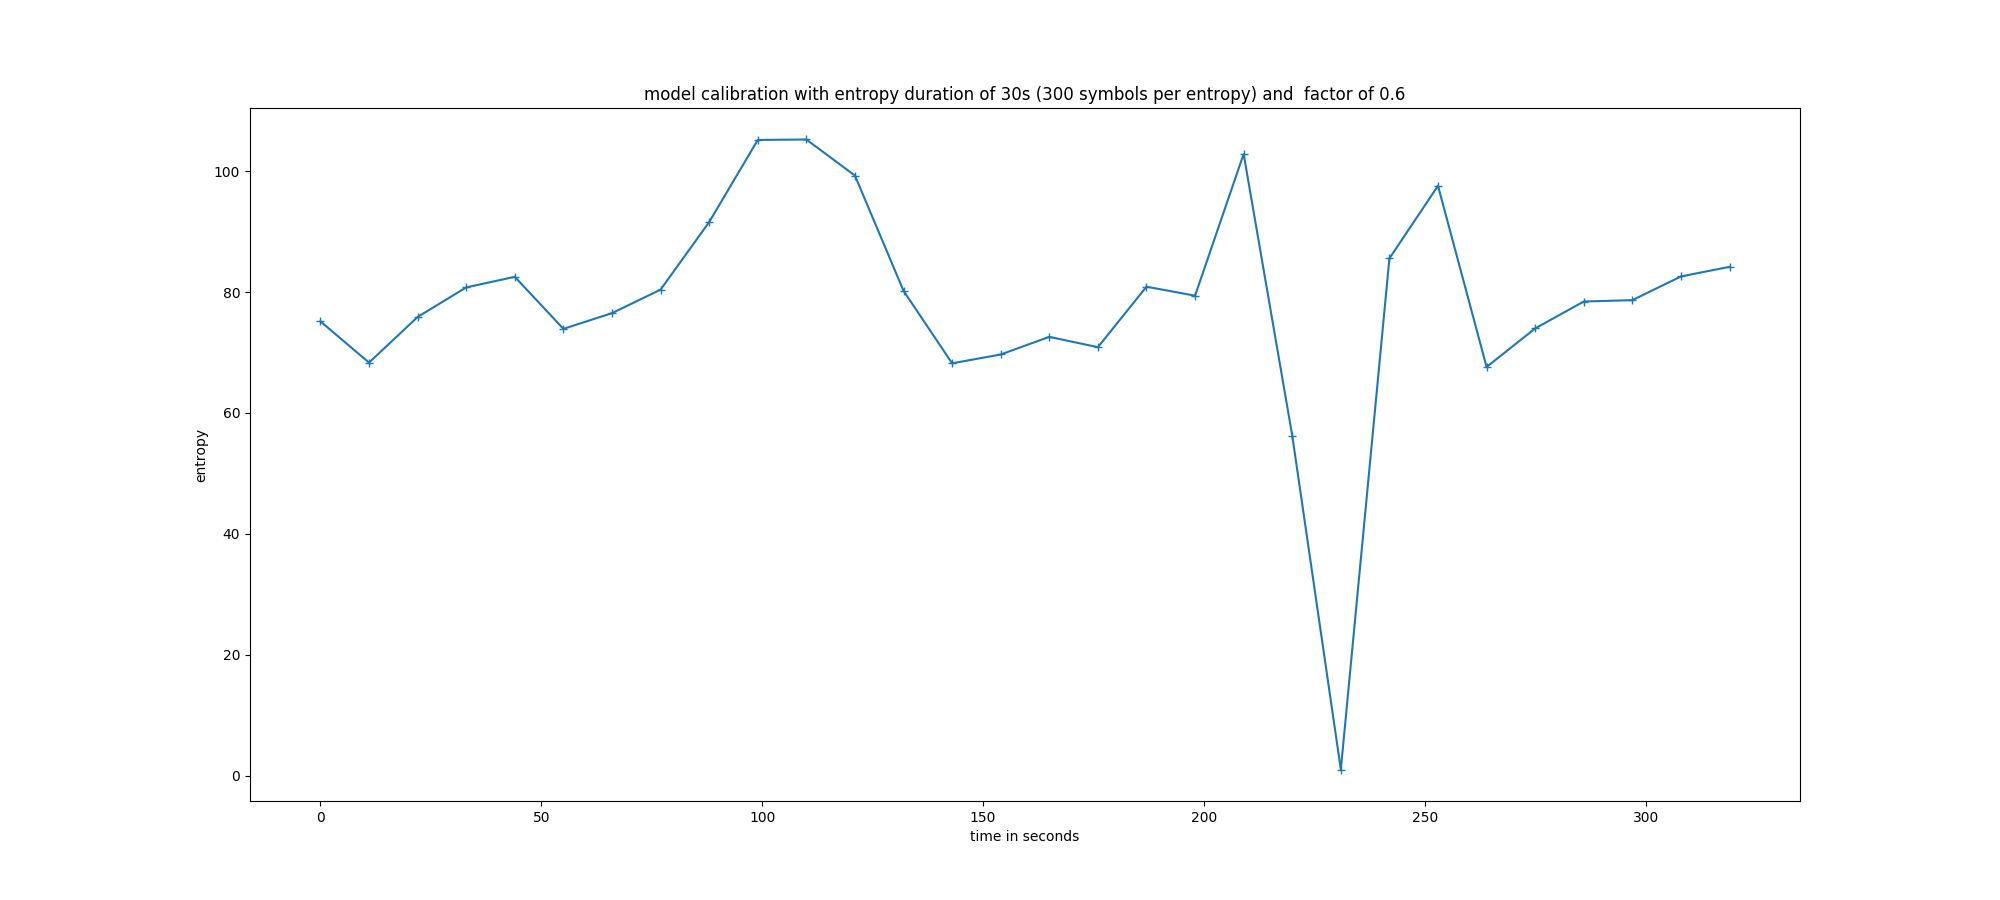 model calibration with entropy duration of 30s (300 symbols per entropy) and  factor of 0.6
100
80
60
40
20
0
entropy
0 50 100 150 200 250 300
time in seconds